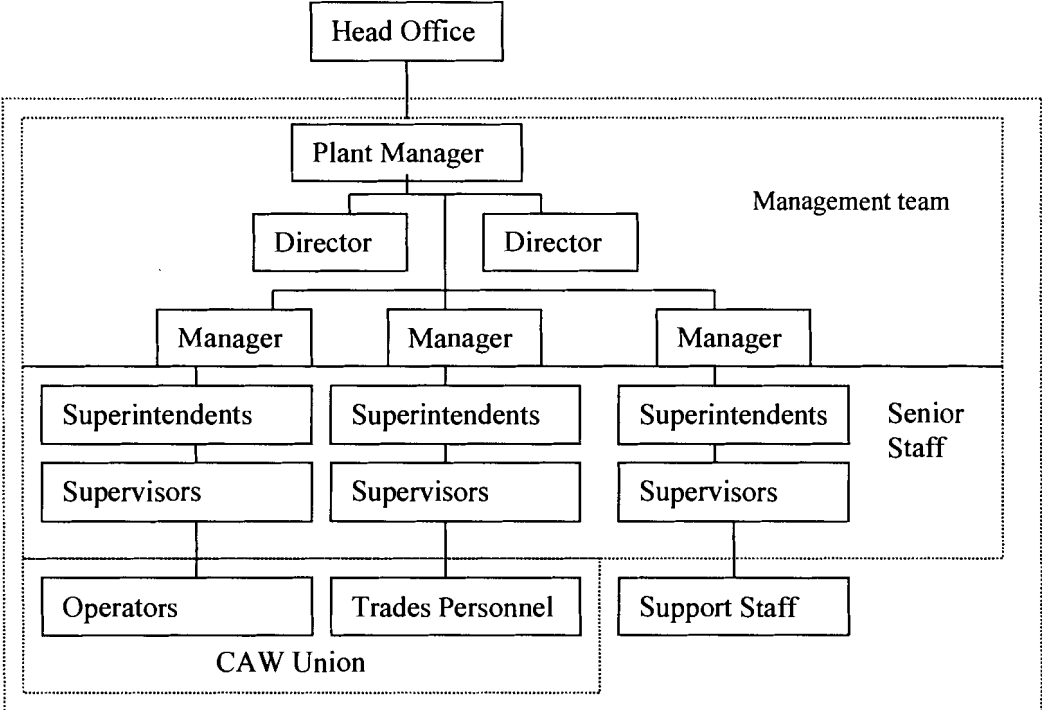 Head Office
Plant Manager
Management team
Director
Director
Manager
Manager
Manager
Superintendents
Superintendents
Superintendents
Senior
Staff
Supervisors
Supervisors
Supervisors
Operators
Trades Personnel
Support Staff
CAW Union